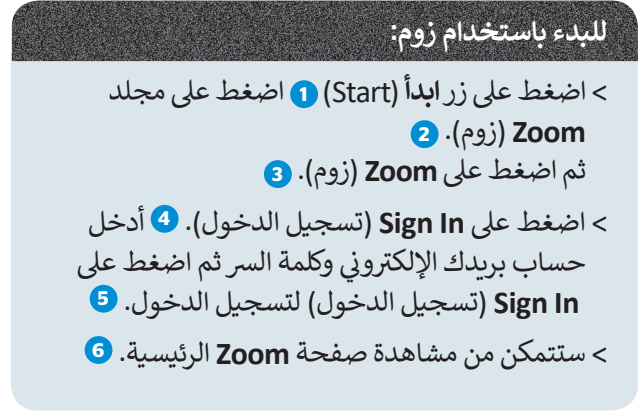 للبدء باستخدام زوم:
> اضغط على زر ابدأ (Start) 1 اضغط على مجلد
Zoom (زوم). 2
ثم اضغط على Zoom (زوم). 3
> اضغط على Sign In (تسجيل الدخول). 4 أدخل
حساب بريدك الإلكتروني وكلمة السر ثم اضغط على
Sign In (تسجيل الدخول) لتسجيل الدخول. 5
> ستتمكن من مشاهدة صفحة Zoom الرئيسية. 6